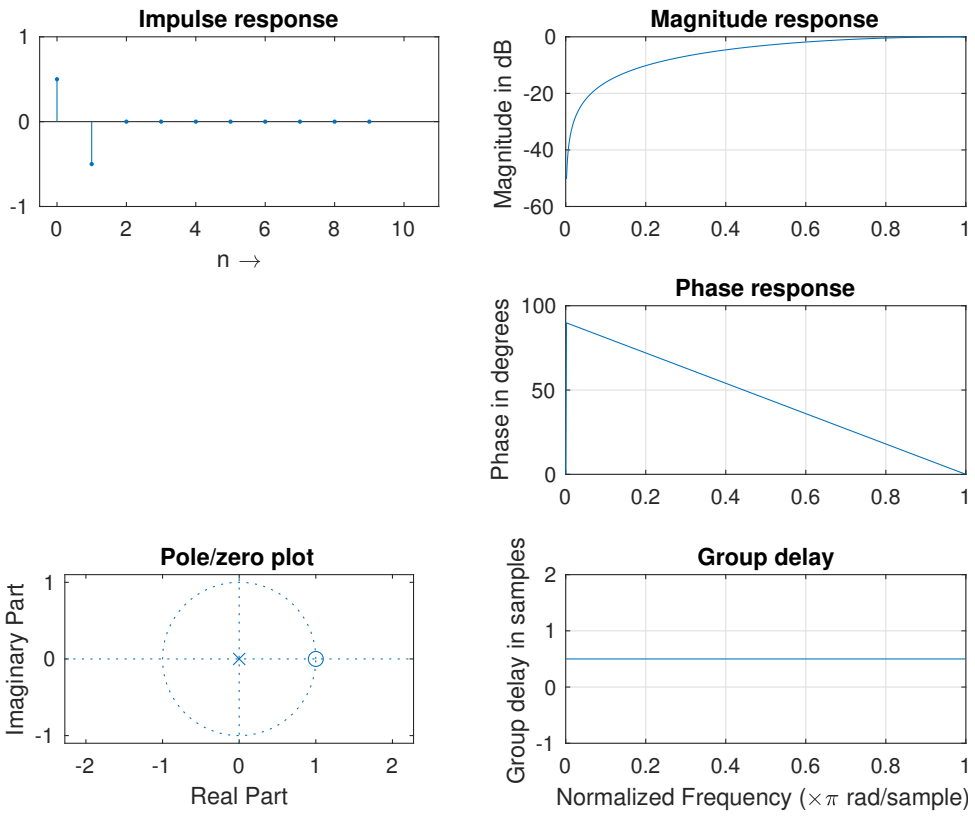 Impulse response
1
0
-1
0 2 4 6 8 10
n →
Magnitude response
Magnitude in dB
0
-20
-40
-60
0 0.2 0.4 0.6 0.8 1
Phase response
Phase in degrees
100
50
0
0 0.2 0.4 0.6 0.8 1
Pole/zero plot
Imaginary Part
1
0
-1
-2 -1 0 1 2
Real Part
Group delay
Group delay in samples
2
1
0
-1
0 0.2 0.4 0.6 0.8 1
Normalized Frequency (×π rad/sample)